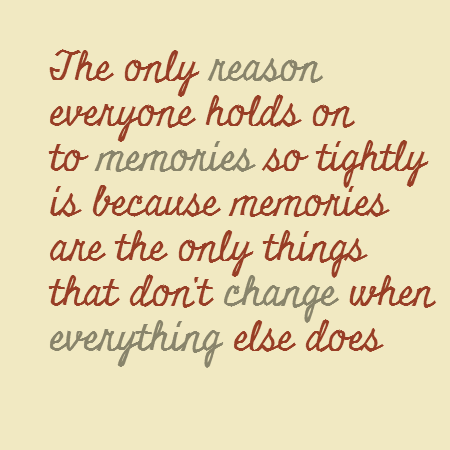 The only reason
everyone holds on
to memories so tightly
is because memories
are the only things
that don't change when
everything else does